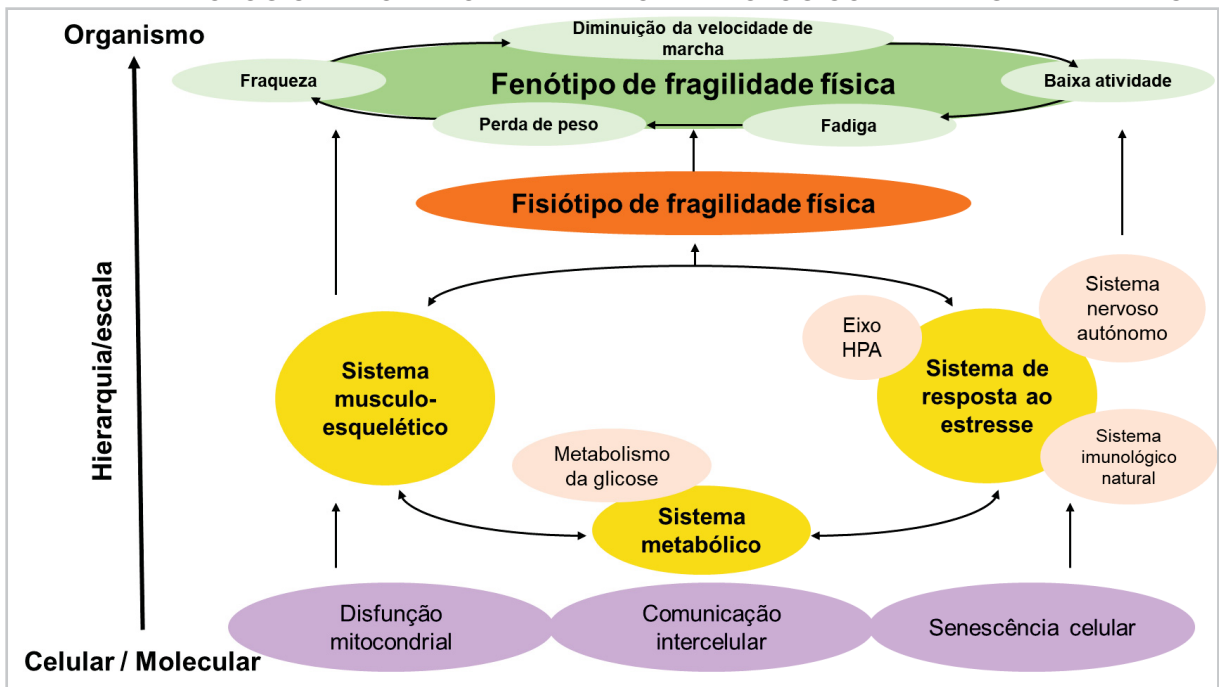 Organismo
Diminuição da velocidade de
marcha
Fraqueza
Fenótipo de fragilidade física
Baixa atividade
Perda de peso
Fadiga
Fisiótipo de fragilidade física
Hierarquia/escala
Sistema
musculo-
esquelético
Eixo
HPA
Sistema
nervoso
autónomo
Sistema de
resposta ao
estresse
Sistema
imunológico
natural
Metabolismo
da glicose
Sistema
metabólico
Disfunção
mitocondrial
Comunicação
intercelular
Senescência celular
Celular / Molecular